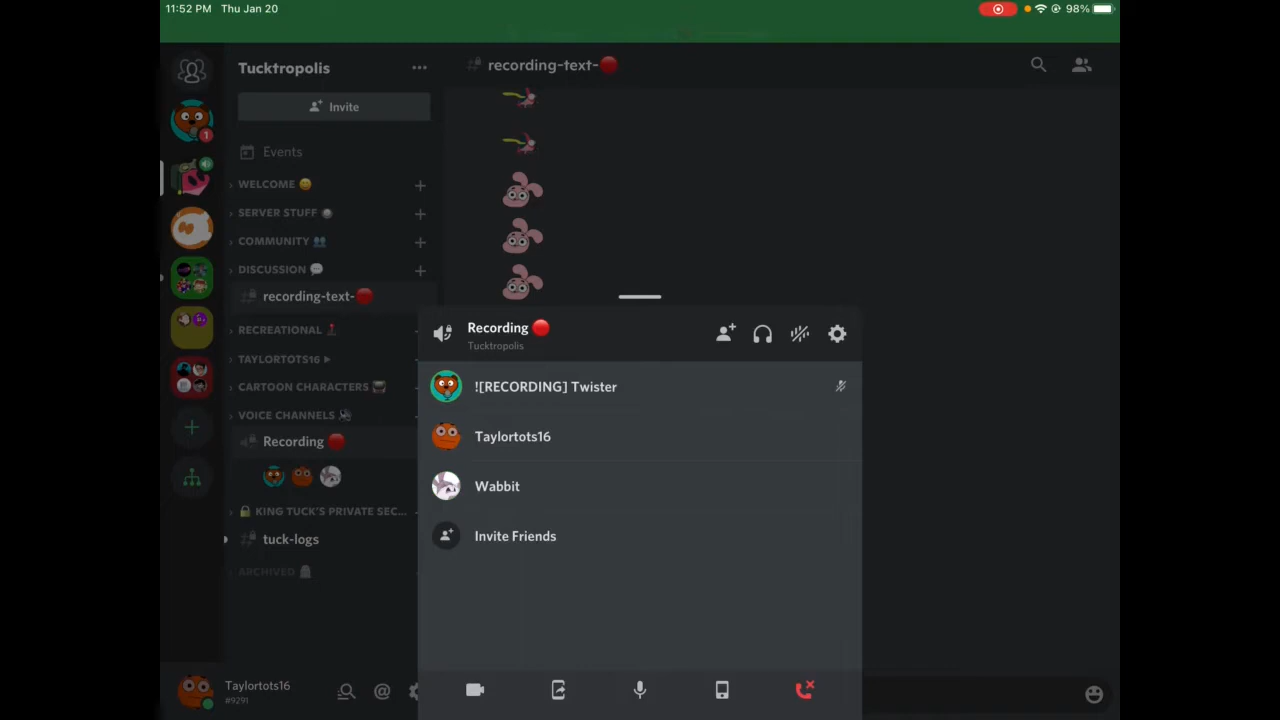 11:52 PM Thu Jan 20
98%
Tucktropolis
recording-text-🔴
Invite
1
Events
WELCOME 😀
SERVER STUFF
COMMUNITY 👥
DISCUSSION 💬
recording-text-🔴
RECREATIONAL 🕹
TAYLORTOTS16
CARTOON CHARACTERS 📺
VOICE CHANNELS
Recording 🔴
🔒 KING TUCK'S PRIVATE SEC...
tuck-logs
ARCHIVED
Taylortots16
#9291
Recording 🔴
Tucktropolis
![RECORDING] Twister
Taylortots16
Wabbit
Invite Friends